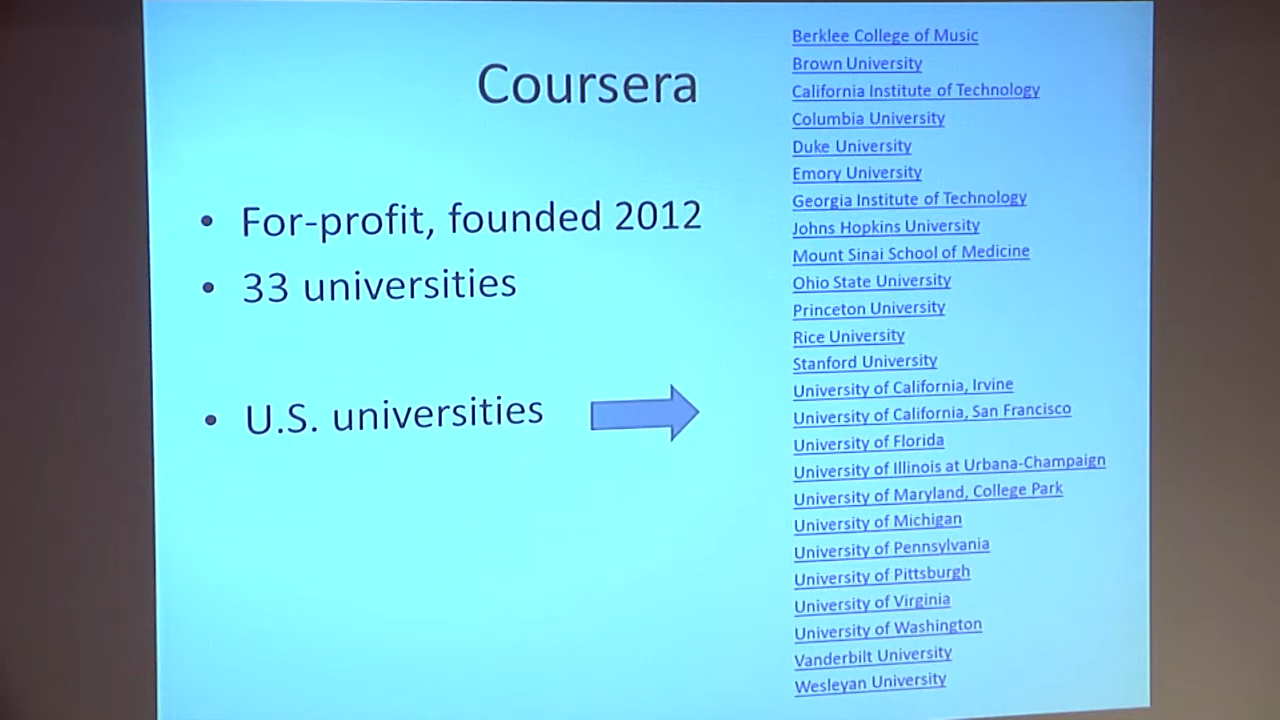 Coursera
• For-profit, founded 2012
• 33 universities
• U.S. universities
Berklee College of Music
Brown University
California Institute of Technology
Columbia University
Duke University
Emory University
Georgia Institute of Technology
Johns Hopkins University
Mount Sinai School of Medicine
Ohio State University
Princeton University
Rice University
Stanford University
University of California, Irvine
University of California, San Francisco
University of Florida
University of Illinois at Urbana-Champaign
University of Maryland, College Park
University of Michigan
University of Pennsylvania
University of Pittsburgh
University of Virginia
University of Washington
Vanderbilt University
Wesleyan University